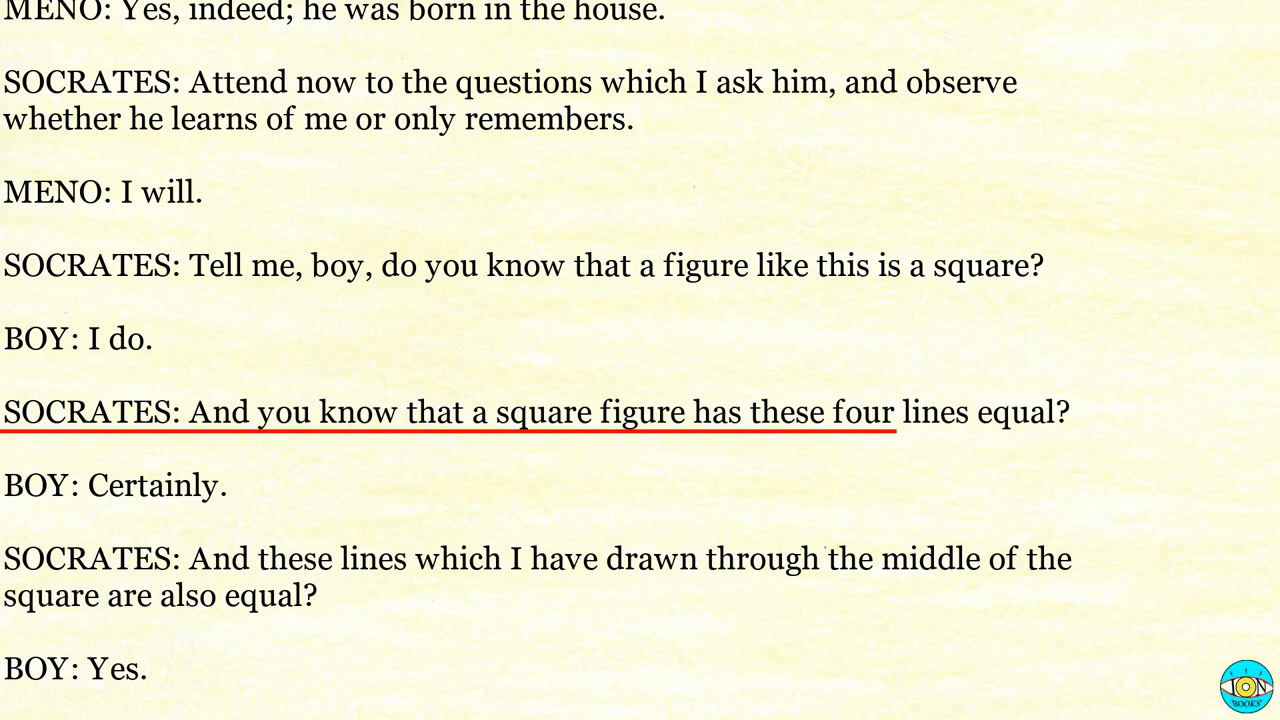 MENO: Yes, indeed; he was born in the house.
SOCRATES: Attend now to the questions which I ask him, and observe
whether he learns of me or only remembers.
MENO: I will.
SOCRATES: Tell me, boy, do you know that a figure like this is a square?
BOY: I do.
SOCRATES: And you know that a square figure has these four lines equal?
BOY: Certainly.
SOCRATES: And these lines which I have drawn through the middle of the
square are also equal?
BOY: Yes.
ION
BOOKS